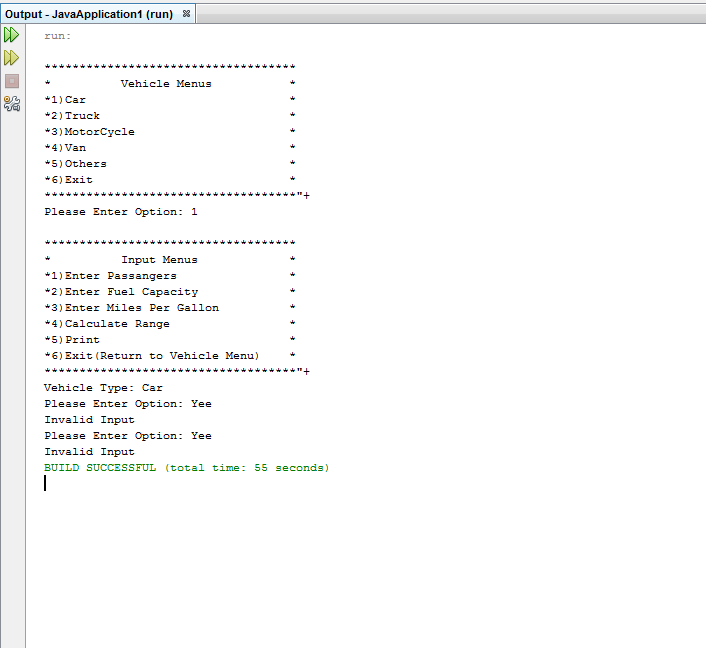 Output - JavaApplication1 (run)
run:
************************************
*          Vehicle Menus           *
*1)Car                             *
*2)Truck                           *
*3)MotorCycle                      *
*4)Van                             *
*5)Others                          *
*6)Exit                            *
************************************"+
Please Enter Option: 1
************************************
*          Input Menus             *
*1)Enter Passangers                *
*2)Enter Fuel Capacity             *
*3)Enter Miles Per Gallon          *
*4)Calculate Range                 *
*5)Print                           *
*6)Exit(Return to Vehicle Menu)    *
************************************"+
Vehicle Type: Car
Please Enter Option: Yee
Invalid Input
Please Enter Option: Yee
Invalid Input
BUILD SUCCESSFUL (total time: 55 seconds)